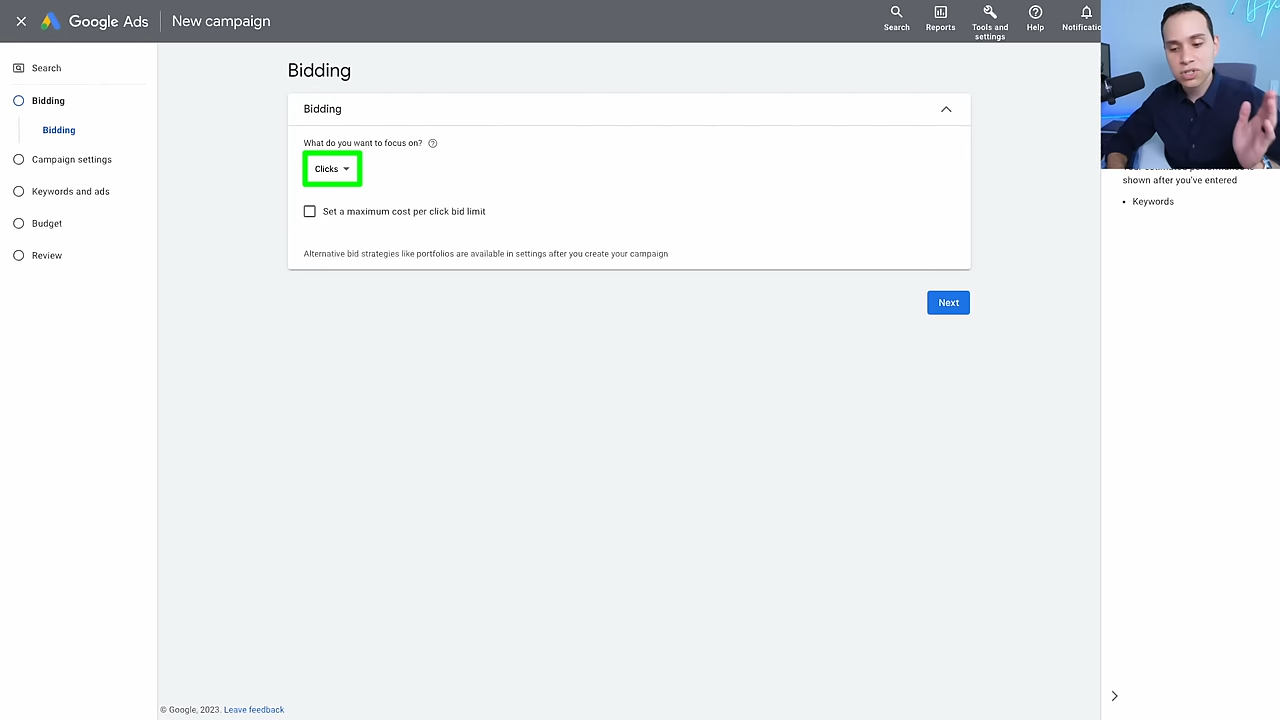 Google Ads
New campaign
Search
Reports
Tools and
settings
Help
Search
Bidding
Bidding
Campaign settings
Keywords and ads
Budget
Review
Bidding
Bidding
What do you want to focus on?
Clicks
Set a maximum cost per click bid limit
Alternative bid strategies like portfolios are available in settings after you create your campaign
Next
shown after you've entered
• Keywords
© Google, 2023. Leave feedback